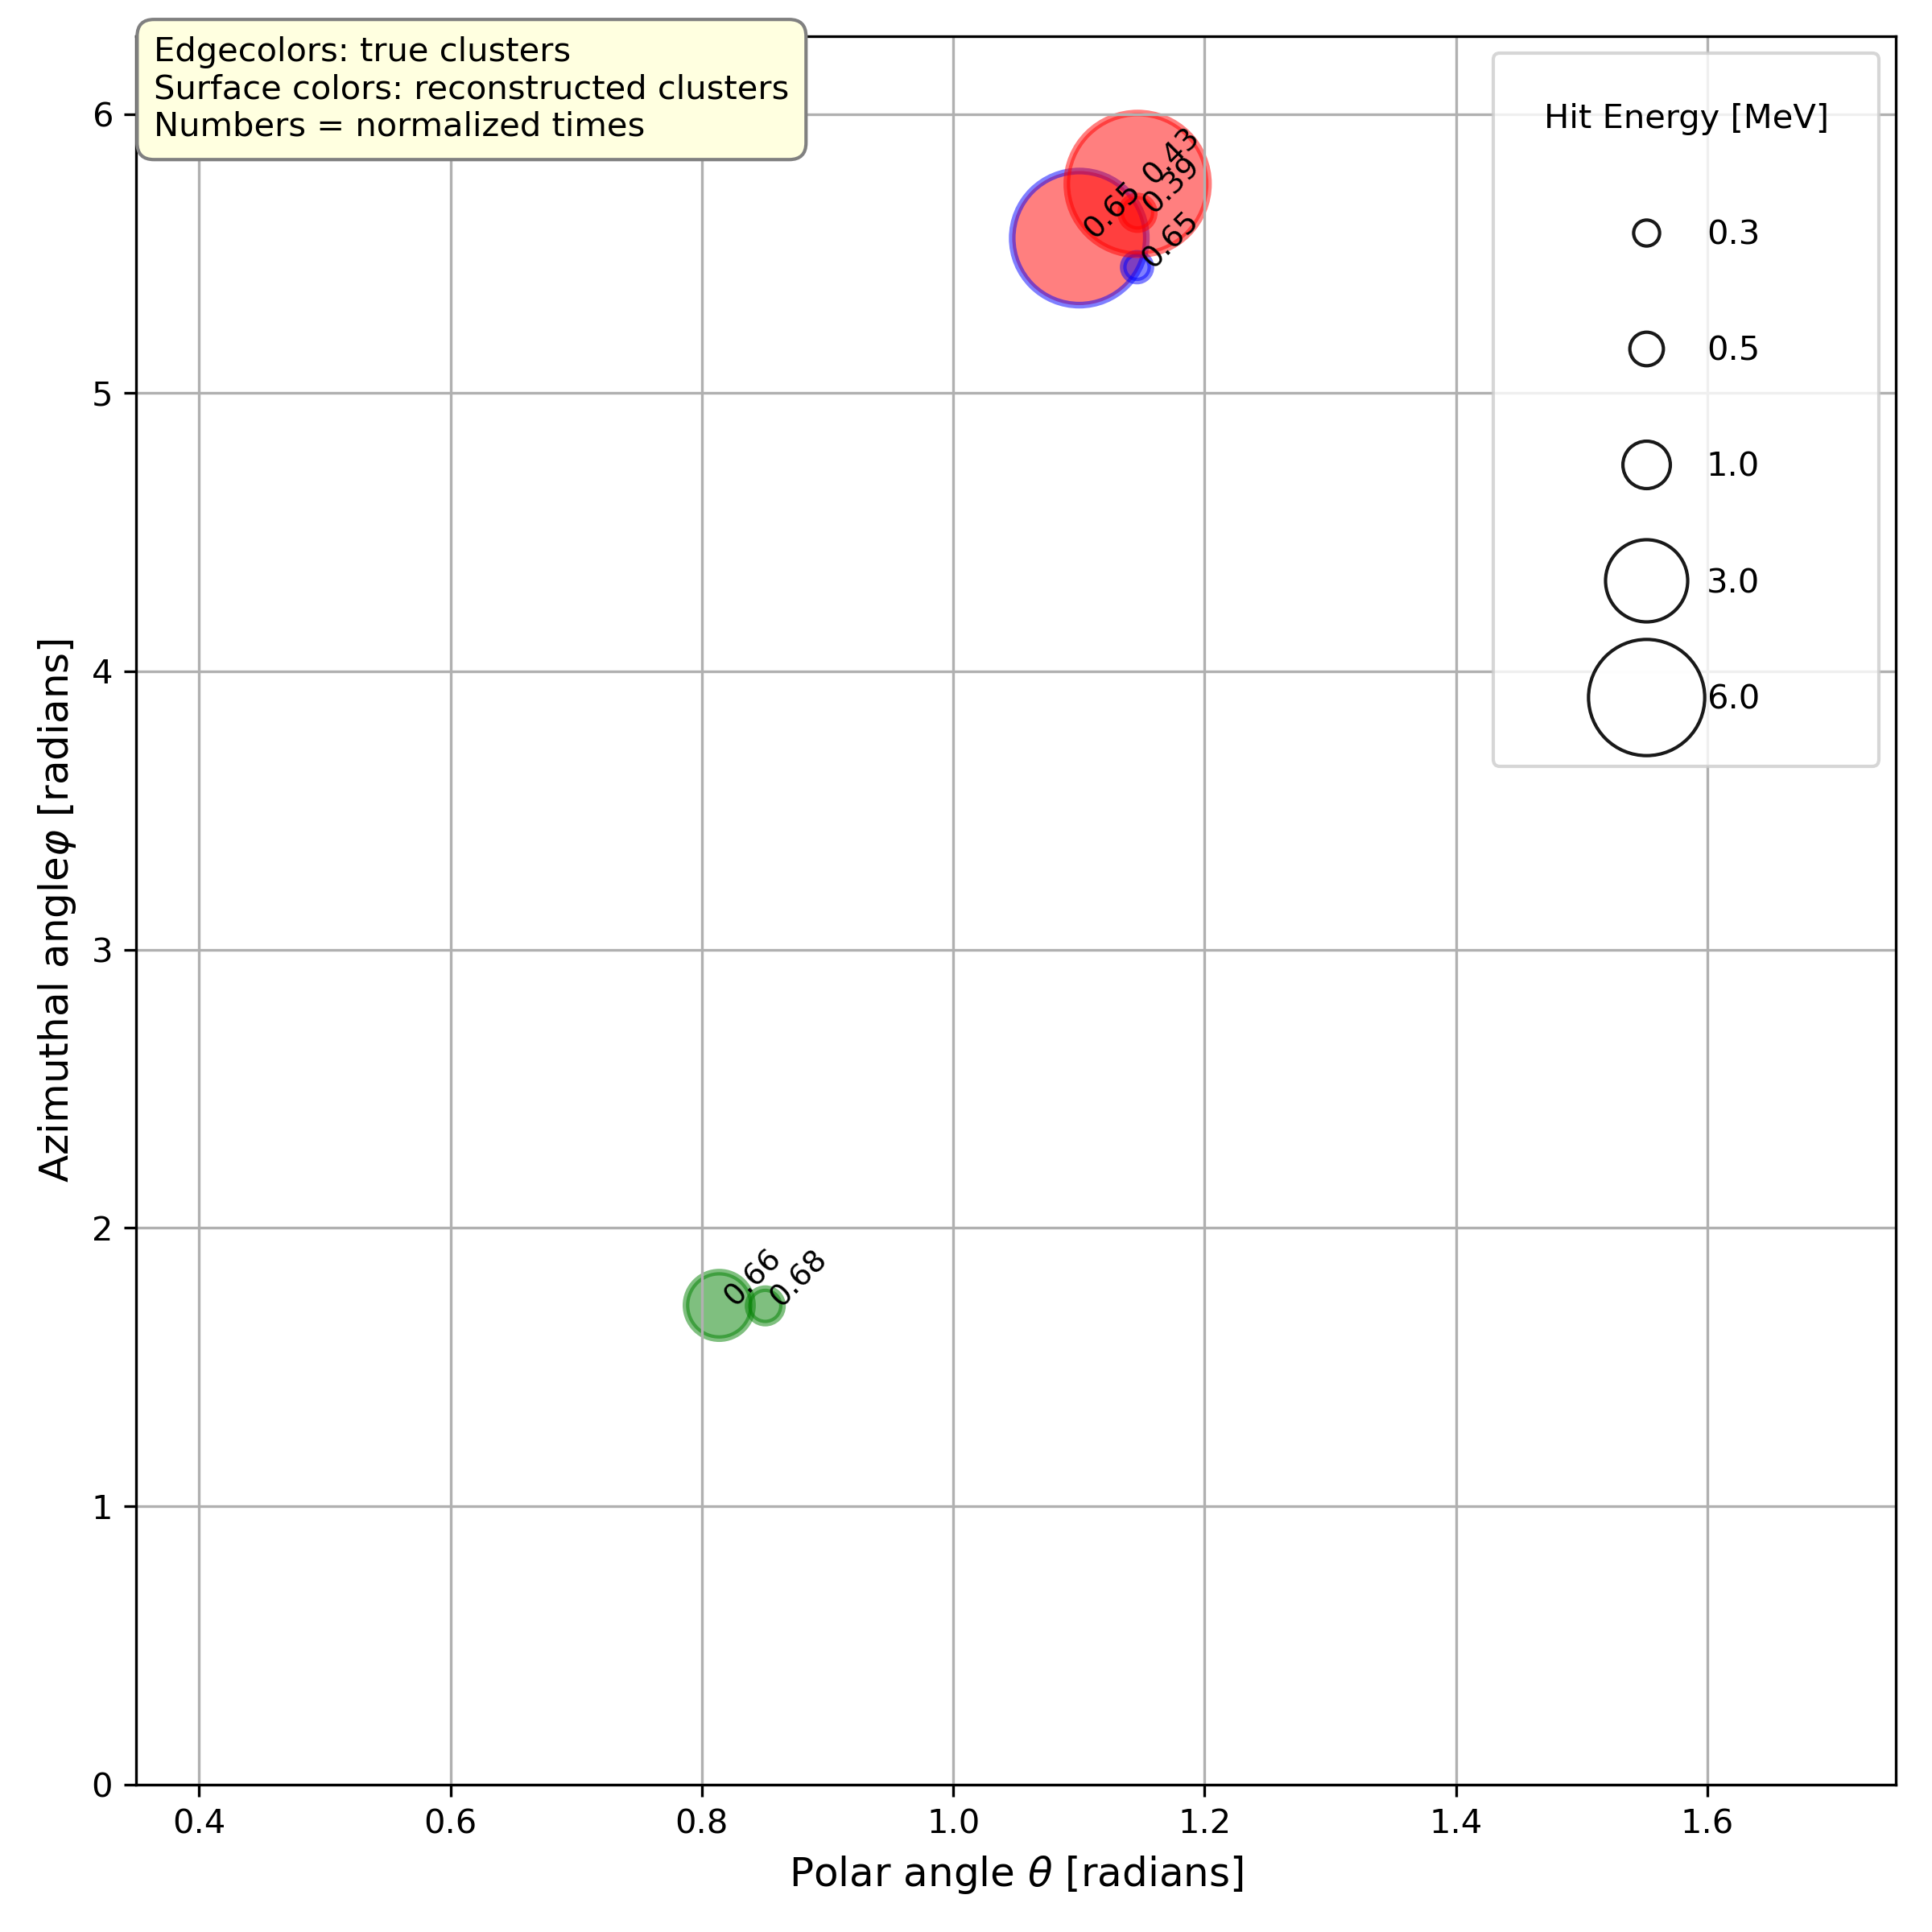 Edgecolors: true clusters
Surface colors: reconstructed clusters
Numbers = normalized times
Hit Energy [MeV]
0.3
0.5
1.0
3.0
6.0
0.43
0.39
0.65
0.65
0.66
0.68
6
5
4
3
2
1
0
0.4 0.6 0.8 1.0 1.2 1.4 1.6
Azimuthal angleφ [radians]
Polar angle θ [radians]